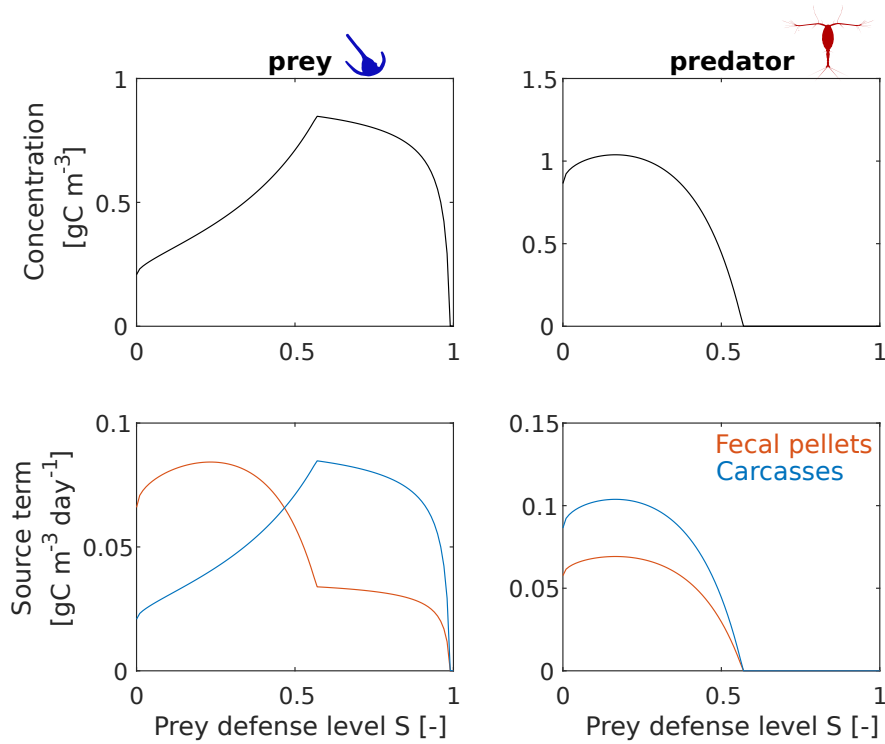 prey
predator
Concentration
[gC m-3]
1
0.5
0
0
0.5
1
1.5
1
0.5
0
0
0.5
1
Source term
[gC m-3 day-1]
0.1
0.05
0
0
0.5
1
Prey defense level S [-]
Fecal pellets
Carcasses
0.15
0.1
0.05
0
0
0.5
1
Prey defense level S [-]